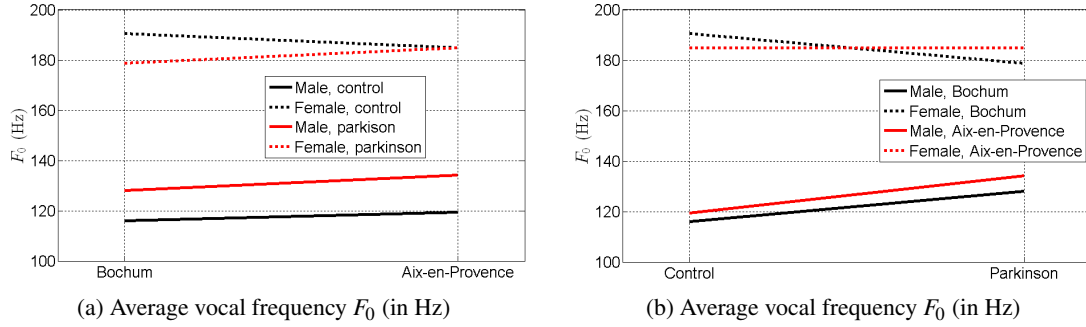 200
180
160
140
120
100
F₀ (Hz)
Male, control
Female, control
Male, parkison
Female, parkinson
Bochum Aix-en-Provence
(a) Average vocal frequency F₀ (in Hz)
200
180
160
140
120
100
F₀ (Hz)
Male, Bochum
Female, Bochum
Male, Aix-en-Provence
Female, Aix-en-Provence
Control Parkinson
(b) Average vocal frequency F₀ (in Hz)